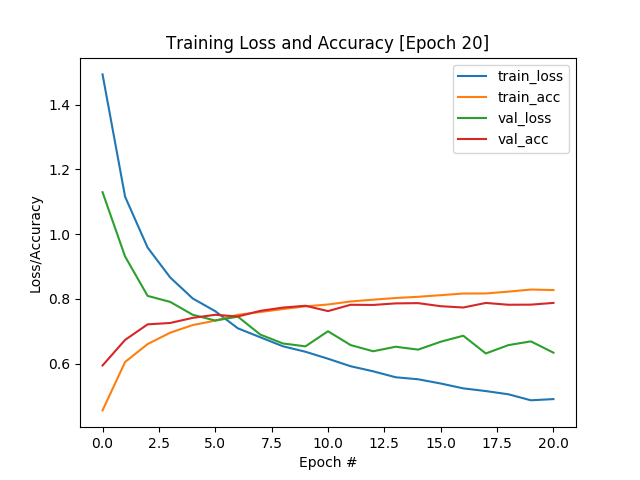 Training Loss and Accuracy [Epoch 20]
train_loss
train_acc
val_loss
val_acc
Loss/Accuracy
1.4
1.2
1.0
0.8
0.6
0.0 2.5 5.0 7.5 10.0 12.5 15.0 17.5 20.0
Epoch #